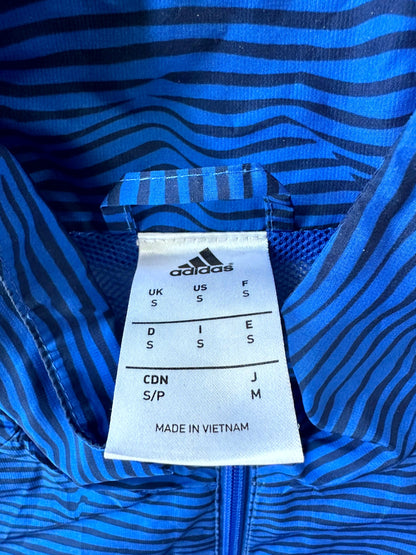 adidas
UK US F
S S S
D I E
S S S
CDN J
S/P M
MADE IN VIETNAM